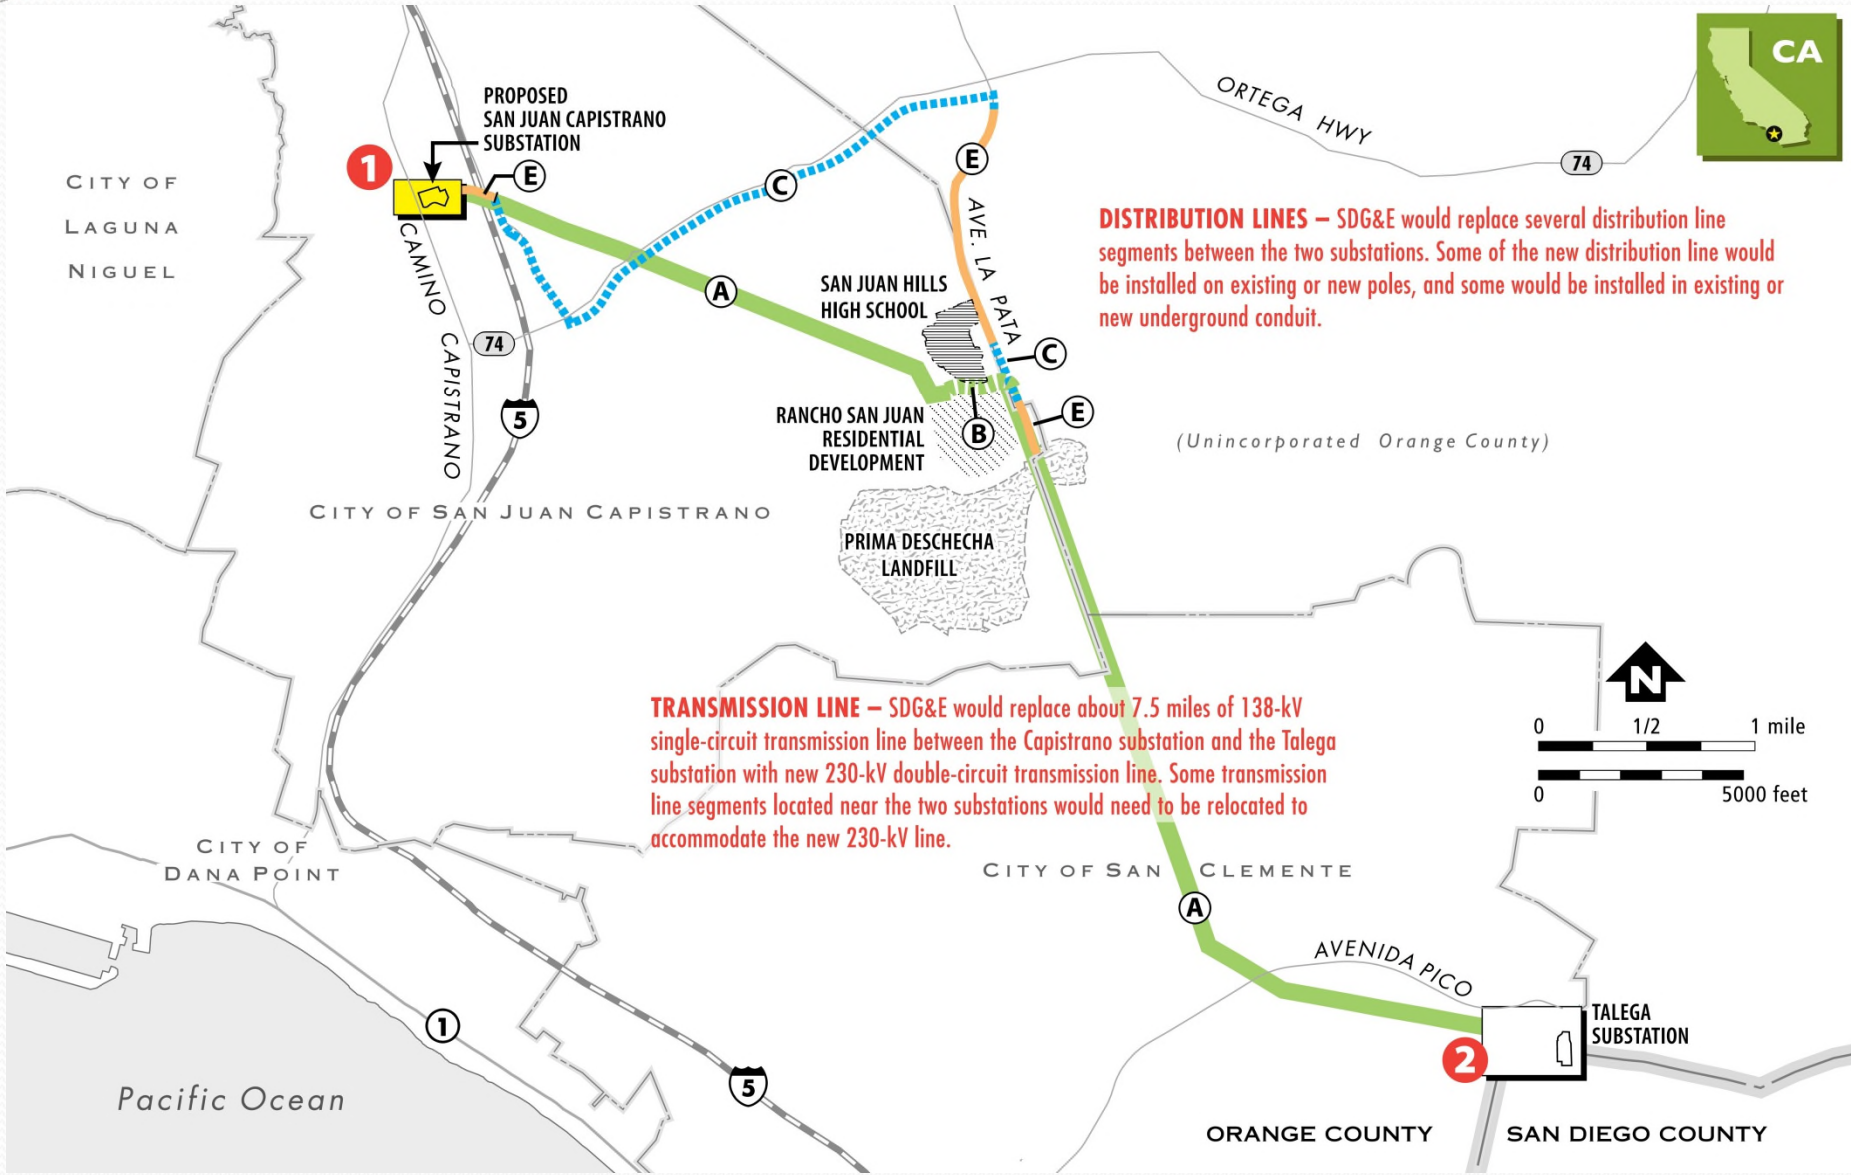 CA
PROPOSED
SAN JUAN CAPISTRANO
SUBSTATION
1
E
C
E
ORTEGA HWY
74
CITY OF
LAGUNA
NIGUEL
CAMINO CAPISTRANO
AVE. LA PATA
DISTRIBUTION LINES – SDG&E would replace several distribution line
segments between the two substations. Some of the new distribution line would
be installed on existing or new poles, and some would be installed in existing or
new underground conduit.
A
SAN JUAN HILLS
HIGH SCHOOL
74
C
5
RANCHO SAN JUAN
RESIDENTIAL
DEVELOPMENT
B
E
(Unincorporated Orange County)
CITY OF SAN JUAN CAPISTRANO
PRIMA DESCHECHA
LANDFILL
N
TRANSMISSION LINE – SDG&E would replace about 7.5 miles of 138-kV
single-circuit transmission line between the Capistrano substation and the Talega
substation with new 230-kV double-circuit transmission line. Some transmission
line segments located near the two substations would need to be relocated to
accommodate the new 230-kV line.
0 1/2 1 mile
0 5000 feet
CITY OF
DANA POINT
CITY OF SAN CLEMENTE
A
AVENIDA PICO
TALEGA
SUBSTATION
2
1
5
Pacific Ocean
ORANGE COUNTY
SAN DIEGO COUNTY